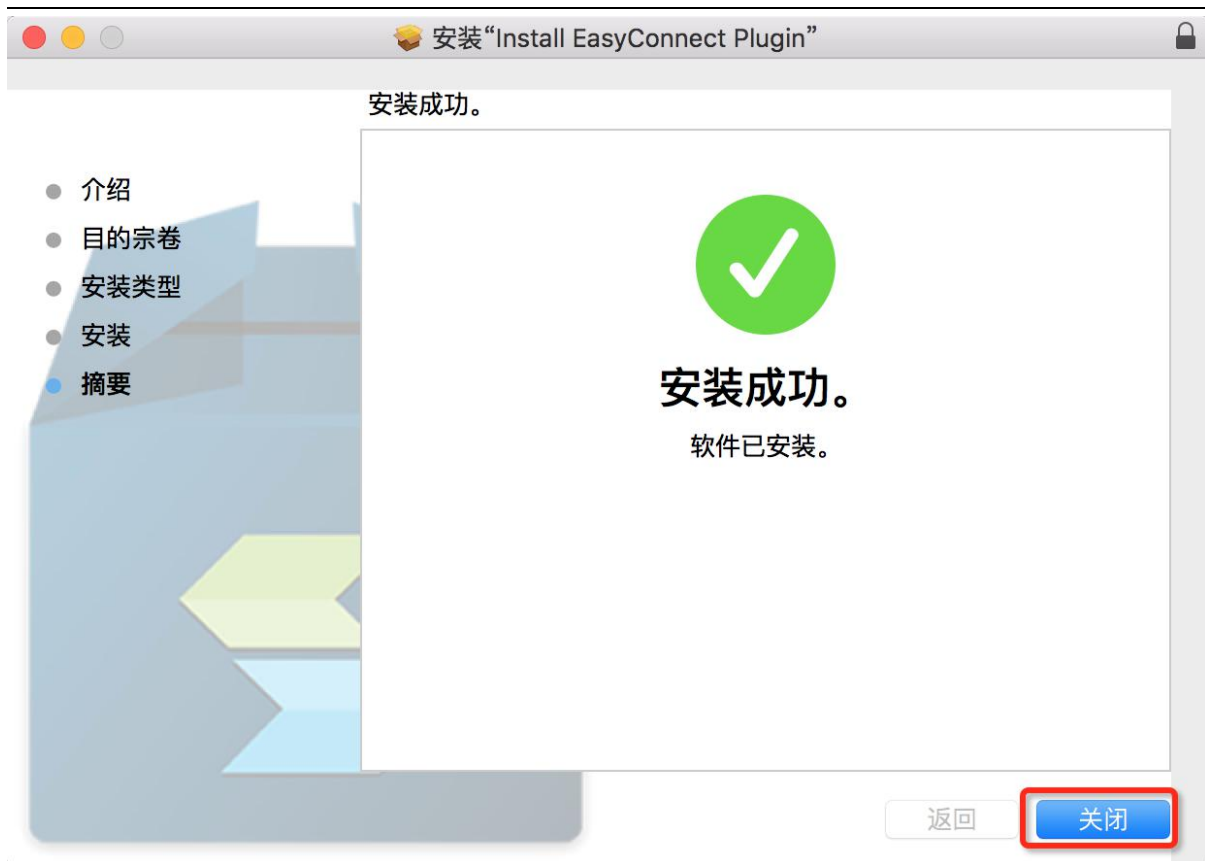 安装“Install EasyConnect Plugin”
安装成功。
介绍
目的宗卷
安装类型
安装
摘要
安装成功。
软件已安装。
返回
关闭